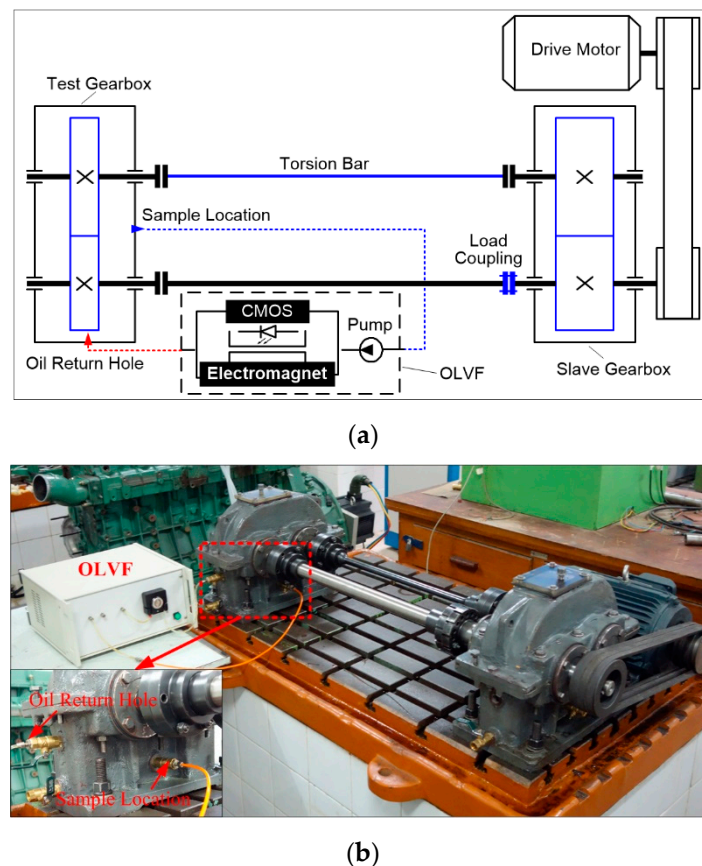 Drive Motor
Test Gearbox
Torsion Bar
Sample Location
Load
Coupling
CMOS
Pump
Electromagnet
Oil Return Hole
OLVF
Slave Gearbox
(a)
OLVF
Oil Return Hole
Sample Location
(b)